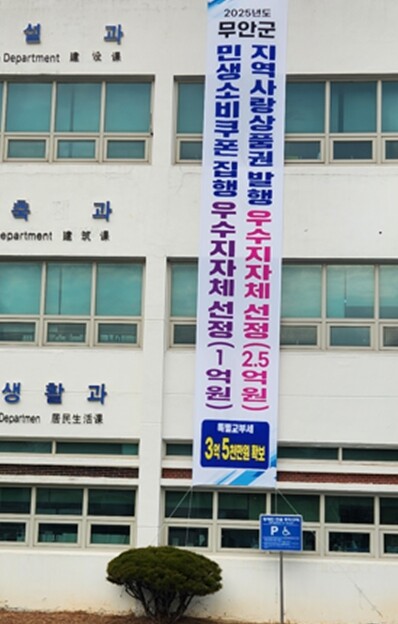 설 과
Department 建设课
축 과
epartment 建筑课
생활과
Departmen 居民生活课
2025년도
무안군
지역사랑상품권 발행 우수지자체 선정(2.5억원)
민생소비쿠폰 집행 우수지자체 선정(1억원)
특별교부세
3억 5천만원 확보
P